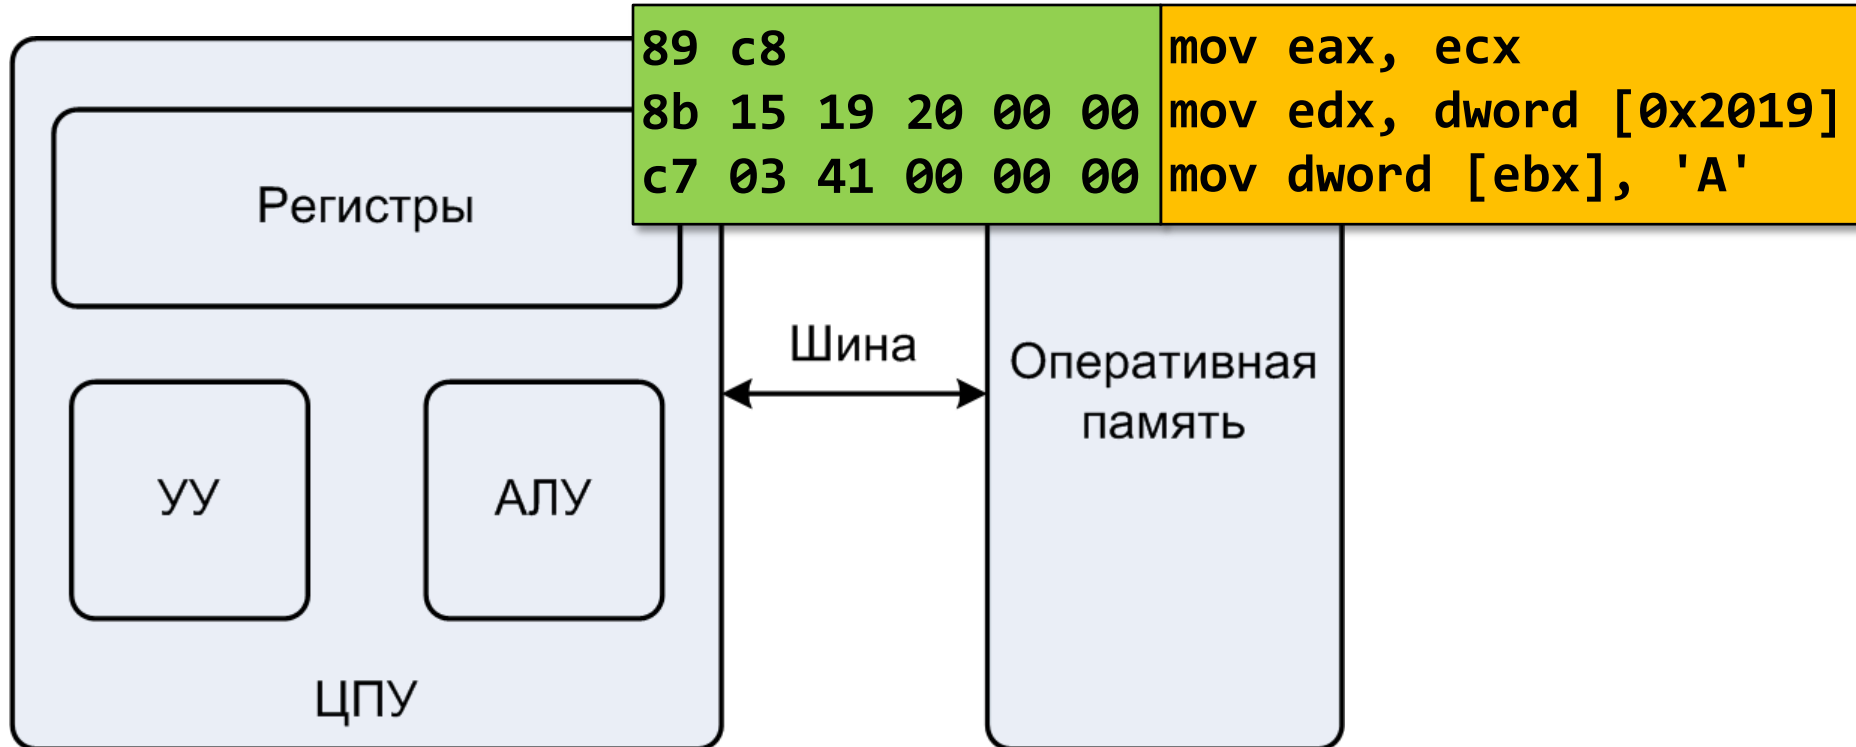 89 c8
8b 15 19 20 00 00
c7 03 41 00 00 00
mov eax, ecx
mov edx, dword [0x2019]
mov dword [ebx], 'A'
Регистры
Шина
Оперативная
память
УУ
АЛУ
ЦПУ